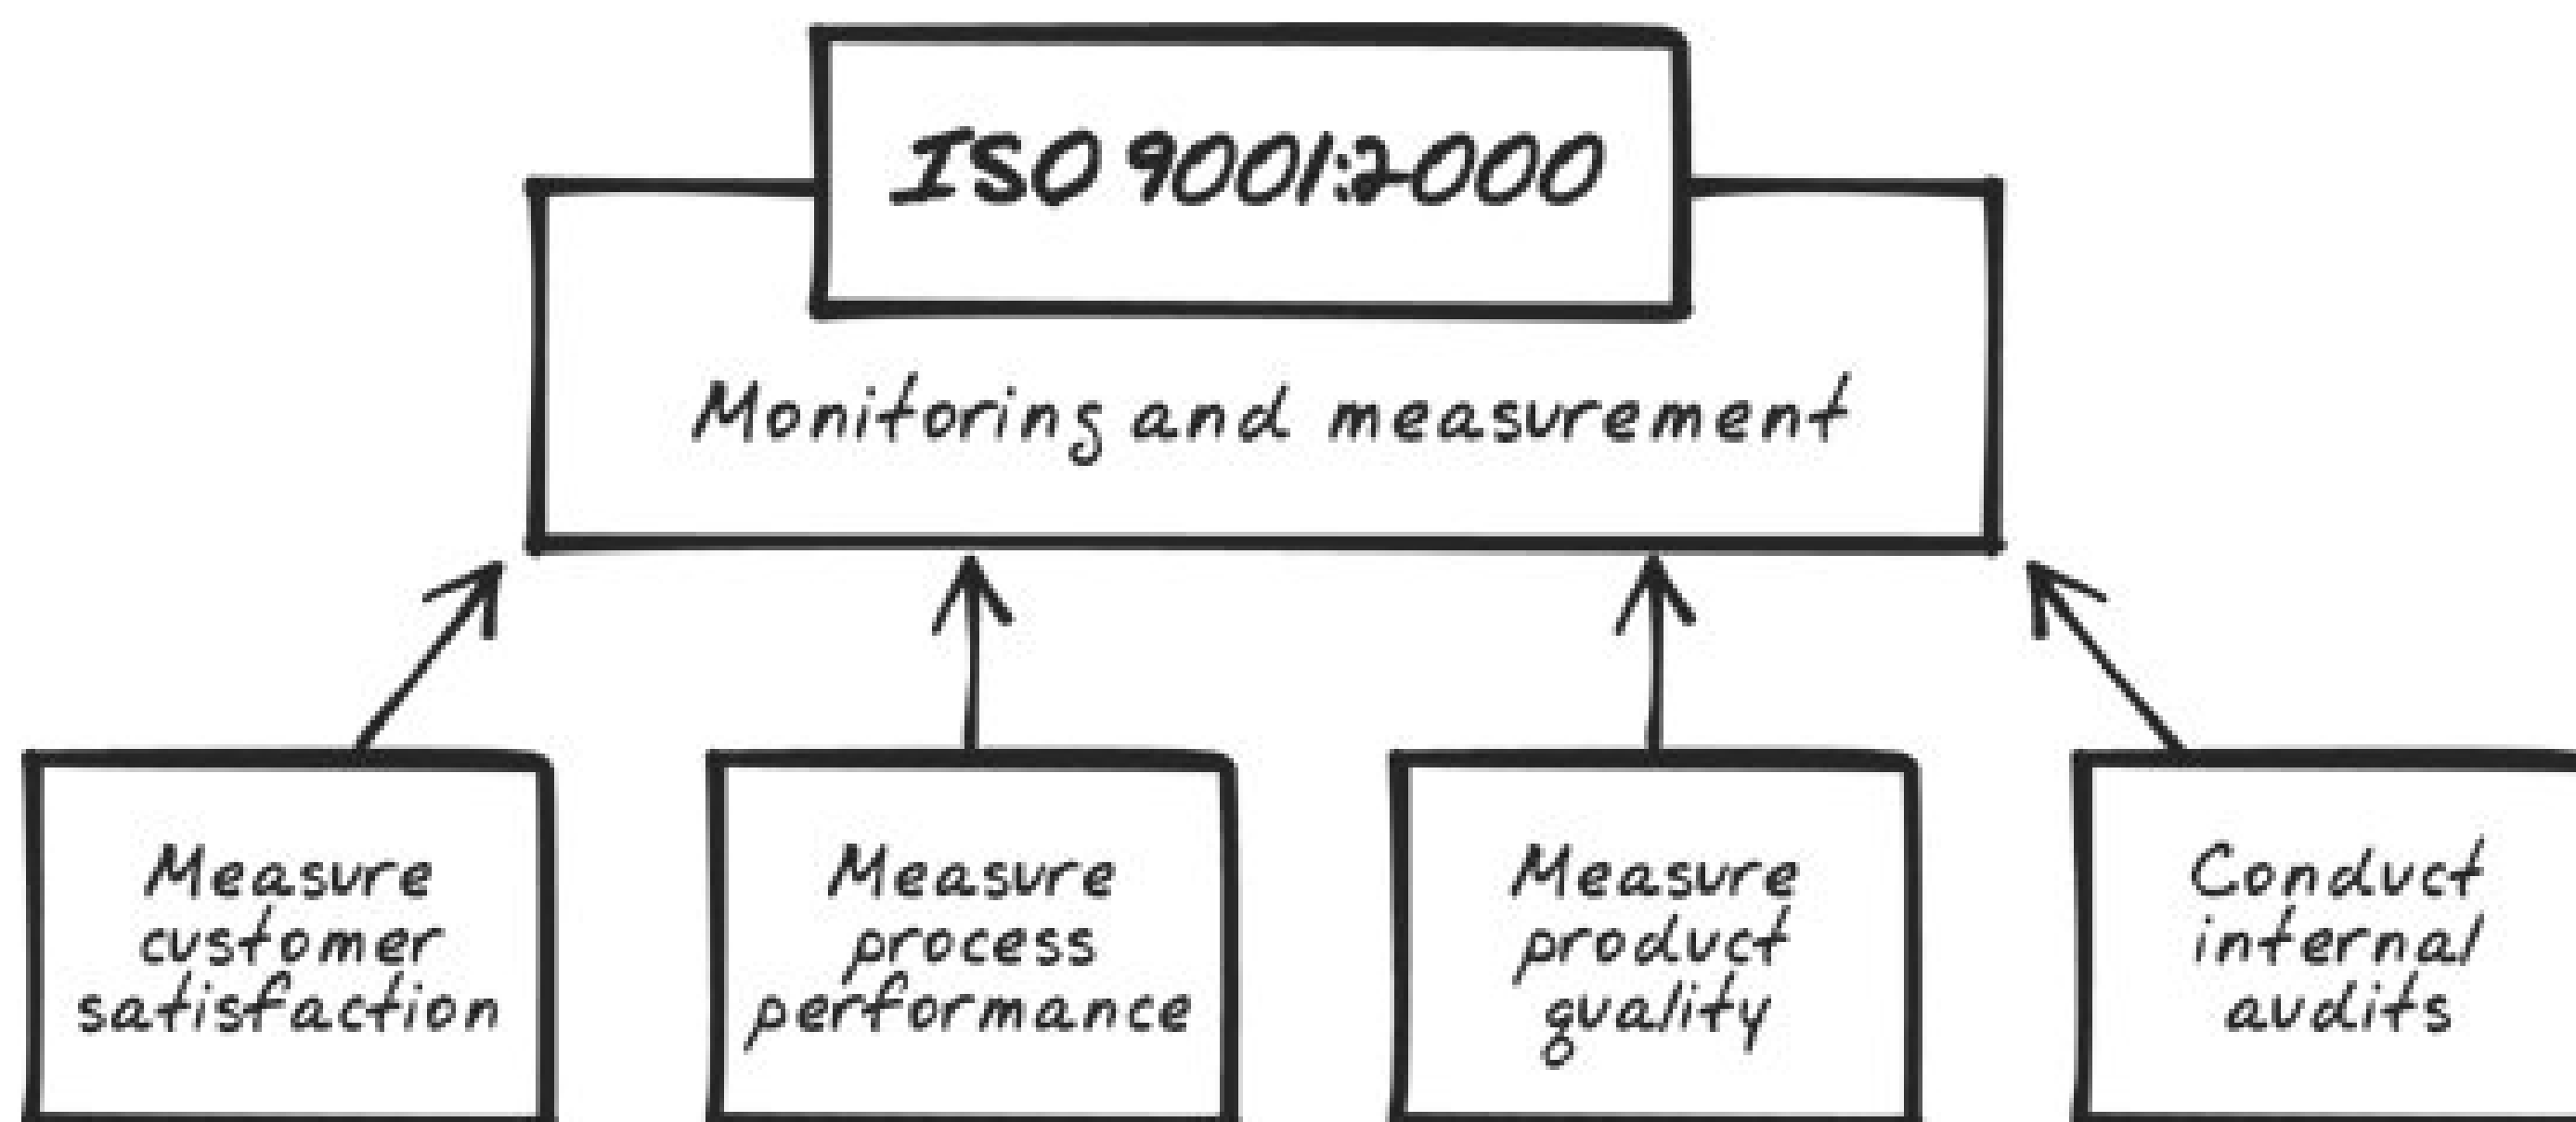 ISO 9001:2000
Monitoring and measurement
Measure
customer
satisfaction
Measure
process
performance
Measure
product
quality
Conduct
internal
audits